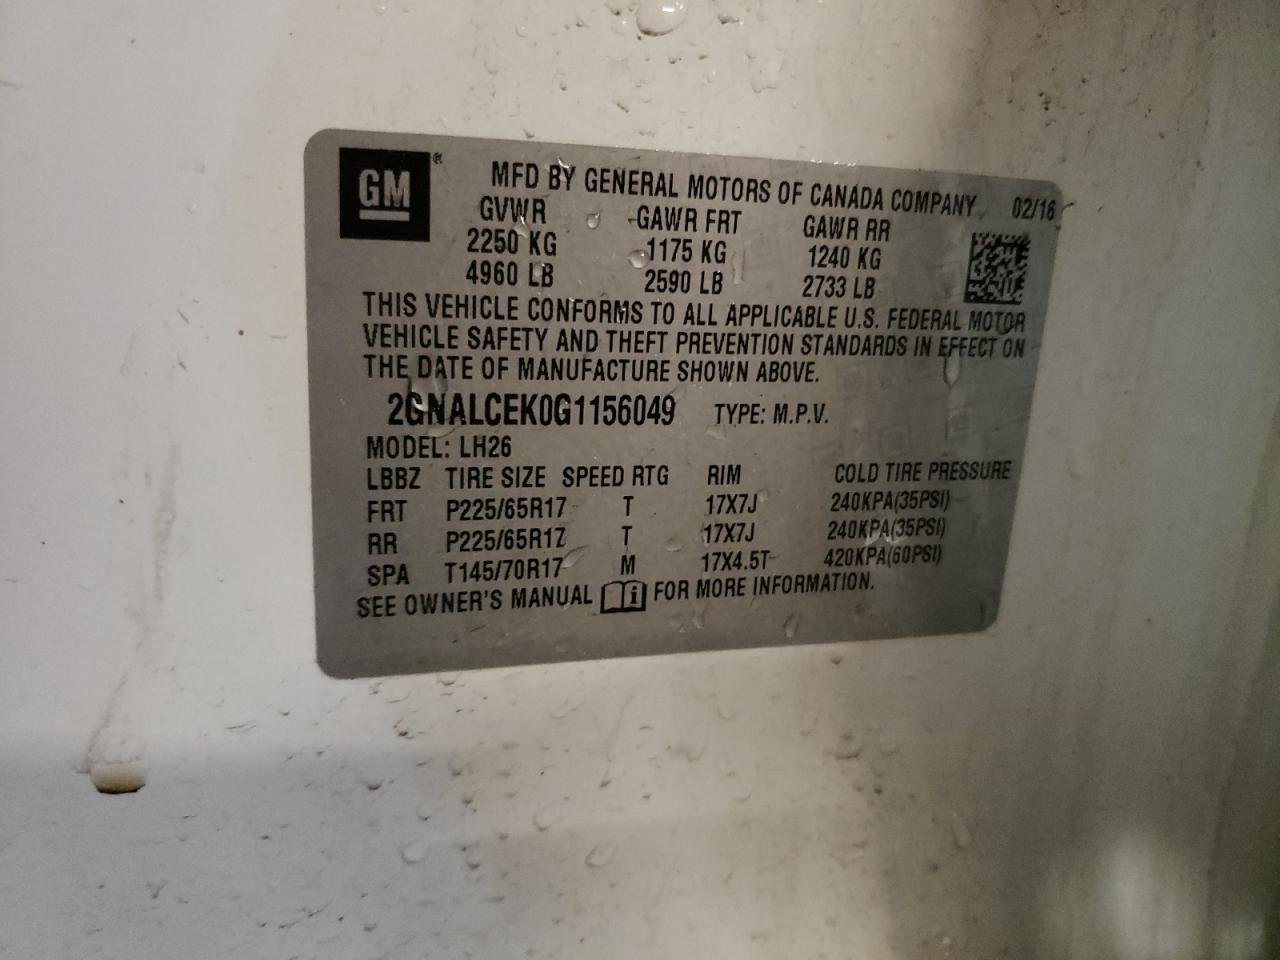 GM®
MFD BY GENERAL MOTORS OF CANADA COMPANY 02/16
GVWR GAWR FRT GAWR RR
2250 KG 1175 KG 1240 KG
4960 LB 2590 LB 2733 LB
THIS VEHICLE CONFORMS TO ALL APPLICABLE U.S. FEDERAL MOTOR
VEHICLE SAFETY AND THEFT PREVENTION STANDARDS IN EFFECT ON
THE DATE OF MANUFACTURE SHOWN ABOVE.
2GNALCEK0G1156049 TYPE: M.P.V.
MODEL: LH26
LBBZ TIRE SIZE SPEED RTG RIM COLD TIRE PRESSURE
FRT P225/65R17 T 17X7J 240KPA(35PSI)
RR P225/65R17 T 17X7J 240KPA(35PSI)
SPA T145/70R17 M 17X4.5T 420KPA(60PSI)
SEE OWNER'S MANUAL i FOR MORE INFORMATION.